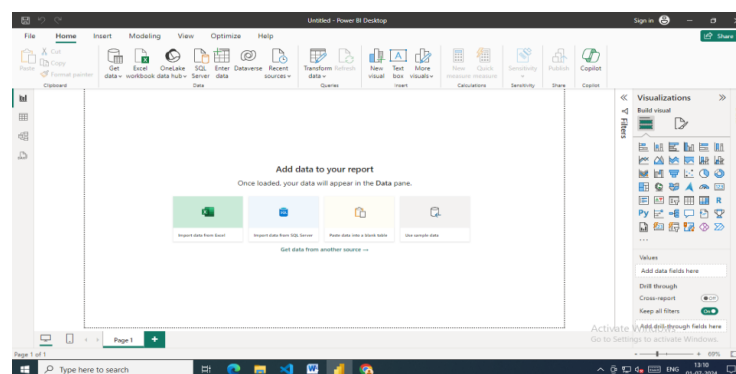 Untitled - Power BI Desktop
Sign in
File Home Insert Modeling View Optimize Help
Share
Paste
Cut
Copy
Format painter
Get data
Excel workbook
OneLake data hub
SQL Server
Enter data
Dataverse
Recent sources
Transform data
Refresh
New visual
Text box
More visuals
New measure
Quick measure
Sensitivity
Publish
Copilot
Clipboard Data Queries Insert Calculations Sensitivity Share Copilot
Filters
Visualizations
Build visual
R
Py
Values
Add data fields here
Drill through
Cross-report Off
Keep all filters On
Add drill-through fields here
Add data to your report
Once loaded, your data will appear in the Data pane.
Import data from Excel
Import data from SQL Server
Paste data into a blank table
Use sample data
Get data from another source →
Activate Windows
Go to Settings to activate Windows.
Page 1
Page 1 of 1
69%
Type here to search
ENG
13:10
01-07-2024